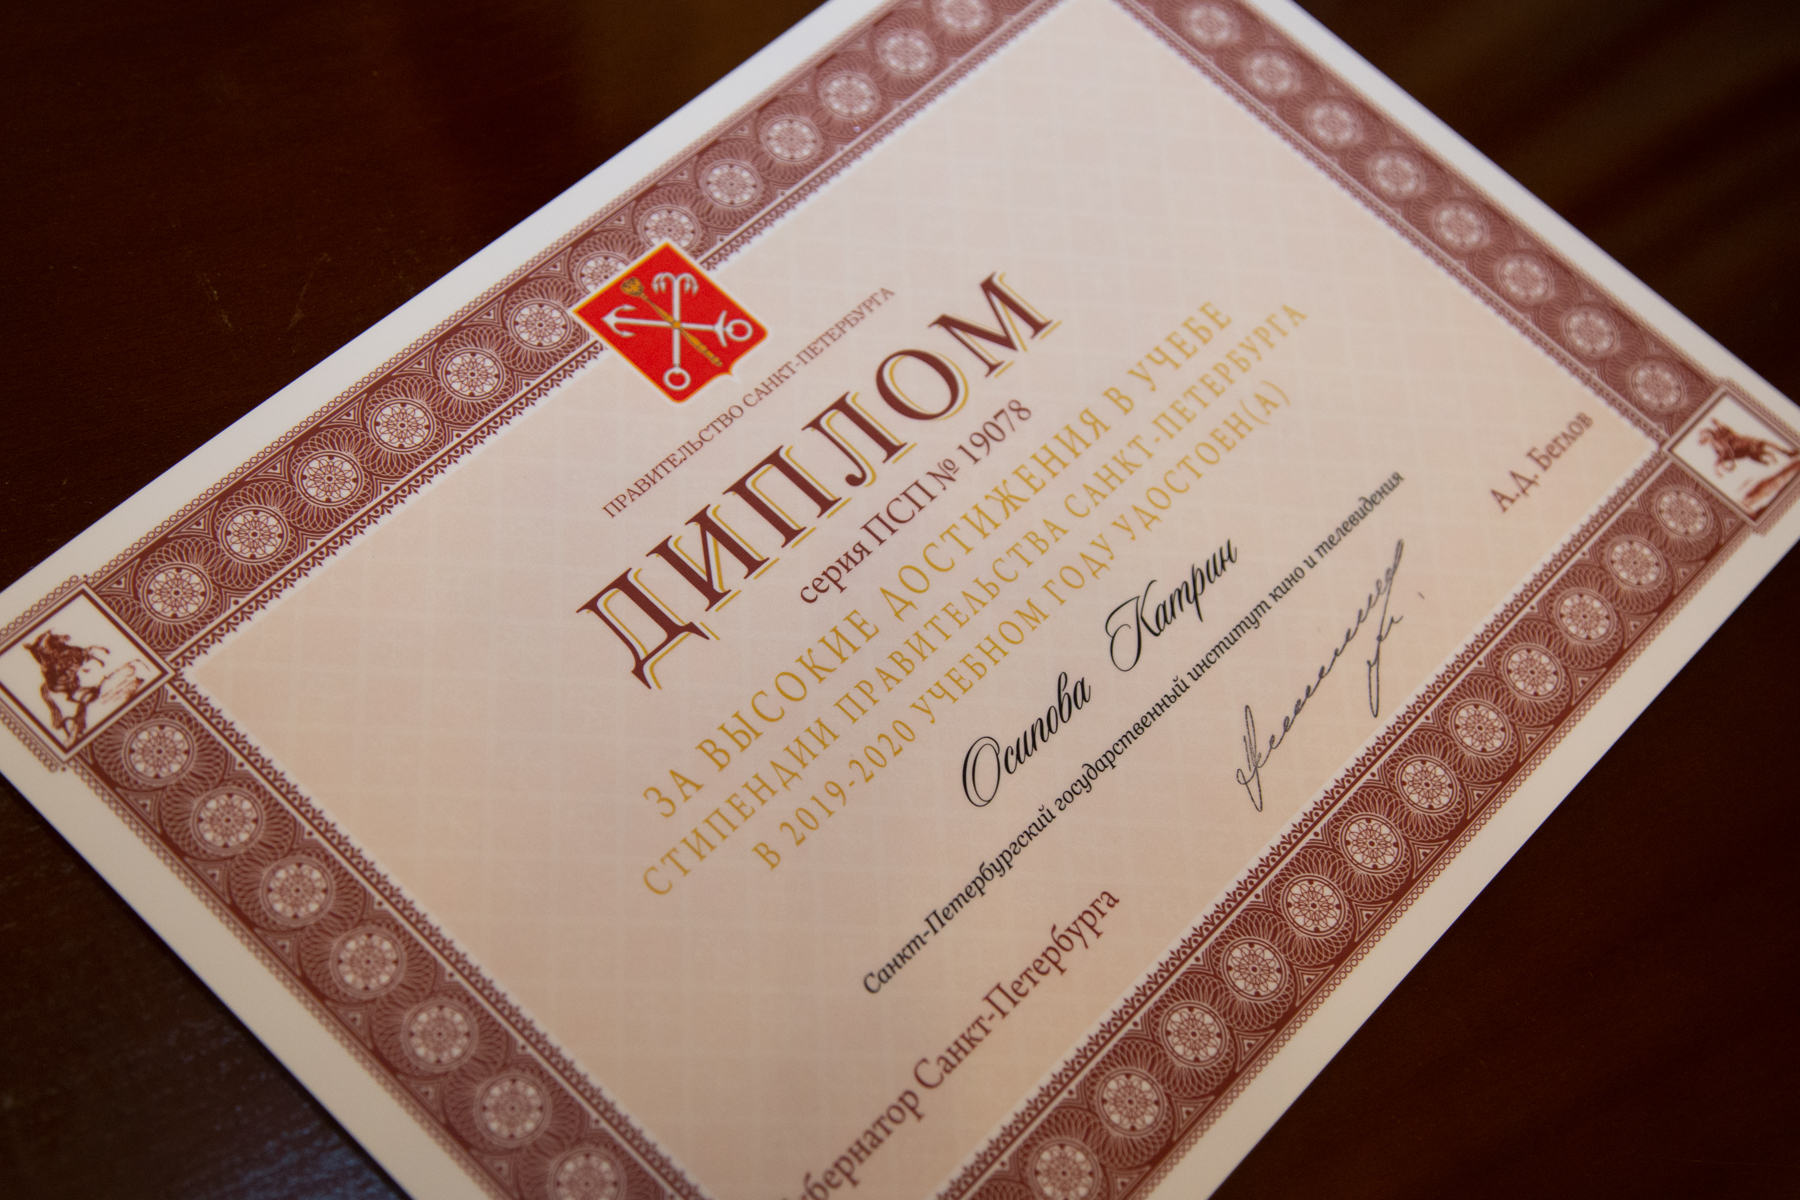 ПРАВИТЕЛЬСТВО САНКТ-ПЕТЕРБУРГА
ДИПЛОМ
серия ПСП № 19078
ЗА ВЫСОКИЕ ДОСТИЖЕНИЯ В УЧЕБЕ
СТИПЕНДИИ ПРАВИТЕЛЬСТВА САНКТ-ПЕТЕРБУРГА
В 2019-2020 УЧЕБНОМ ГОДУ УДОСТОЕН(А)
Осипова Катрин
Санкт-Петербургский государственный институт кино и телевидения
Санкт-Петербурга А.Д. Беглов